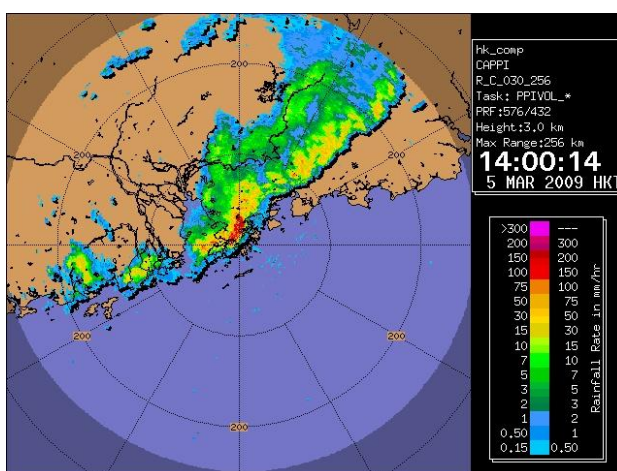 hk_comp
CAPPI
R_C_030_256
Task: PPIVOL_*
PRF:576/432
Height:3.0 km
Max Range:256 km
14:00:14
5 MAR 2009 HKT
200
200
200
200
200
200
>300 ---
200 300
150 200
100 150
75 100
50 75
30 50
15 30
10 15
7 10
5 7
3 5
2 3
1 2
0.50 1
0.15 0.50
Rainfall Rate in mm/hr